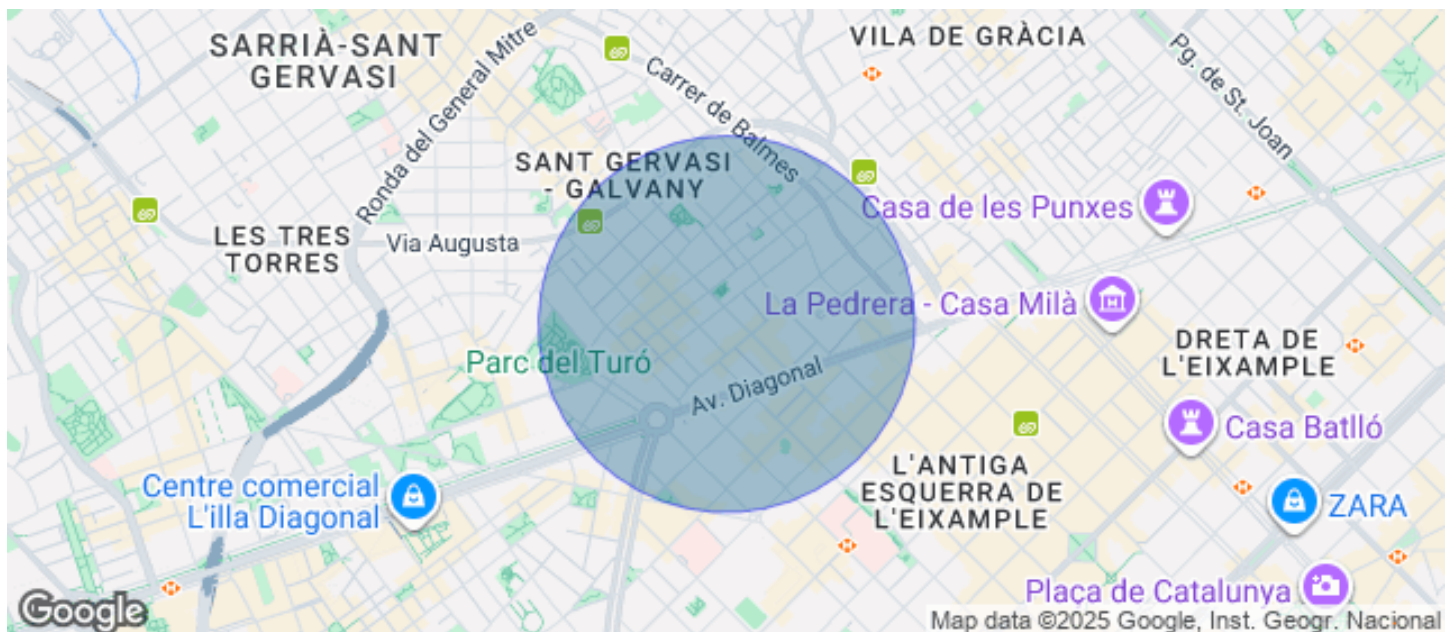 SARRIÀ-SANT
GERVASI
Ronda del General Mitre
Carrer de Balmes
VILA DE GRÀCIA
Pg. de St. Joan
SANT GERVASI
- GALVANY
Casa de les Punxes
LES TRES
TORRES
Via Augusta
La Pedrera - Casa Milà
Parc del Turó
Av. Diagonal
DRETA DE
L'EIXAMPLE
Casa Batlló
L'ANTIGA
ESQUERRA DE
L'EIXAMPLE
Centre comercial
L'illa Diagonal
ZARA
Plaça de Catalunya
Google
Map data ©2025 Google, Inst. Geogr. Nacional